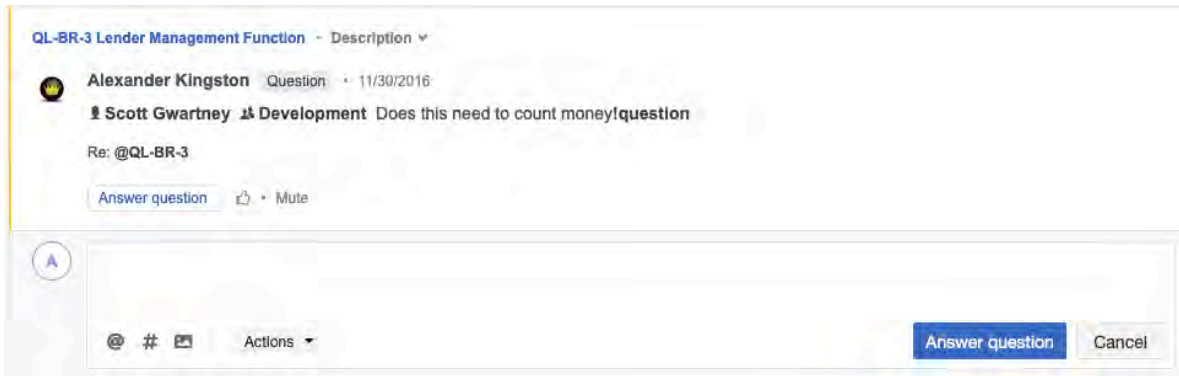 QL-BR-3 Lender Management Function - Description
Alexander Kingston Question · 11/30/2016
Scott Gwartney Development Does this need to count money!question
Re: @QL-BR-3
Answer question · Mute
A
@ # Actions Answer question Cancel